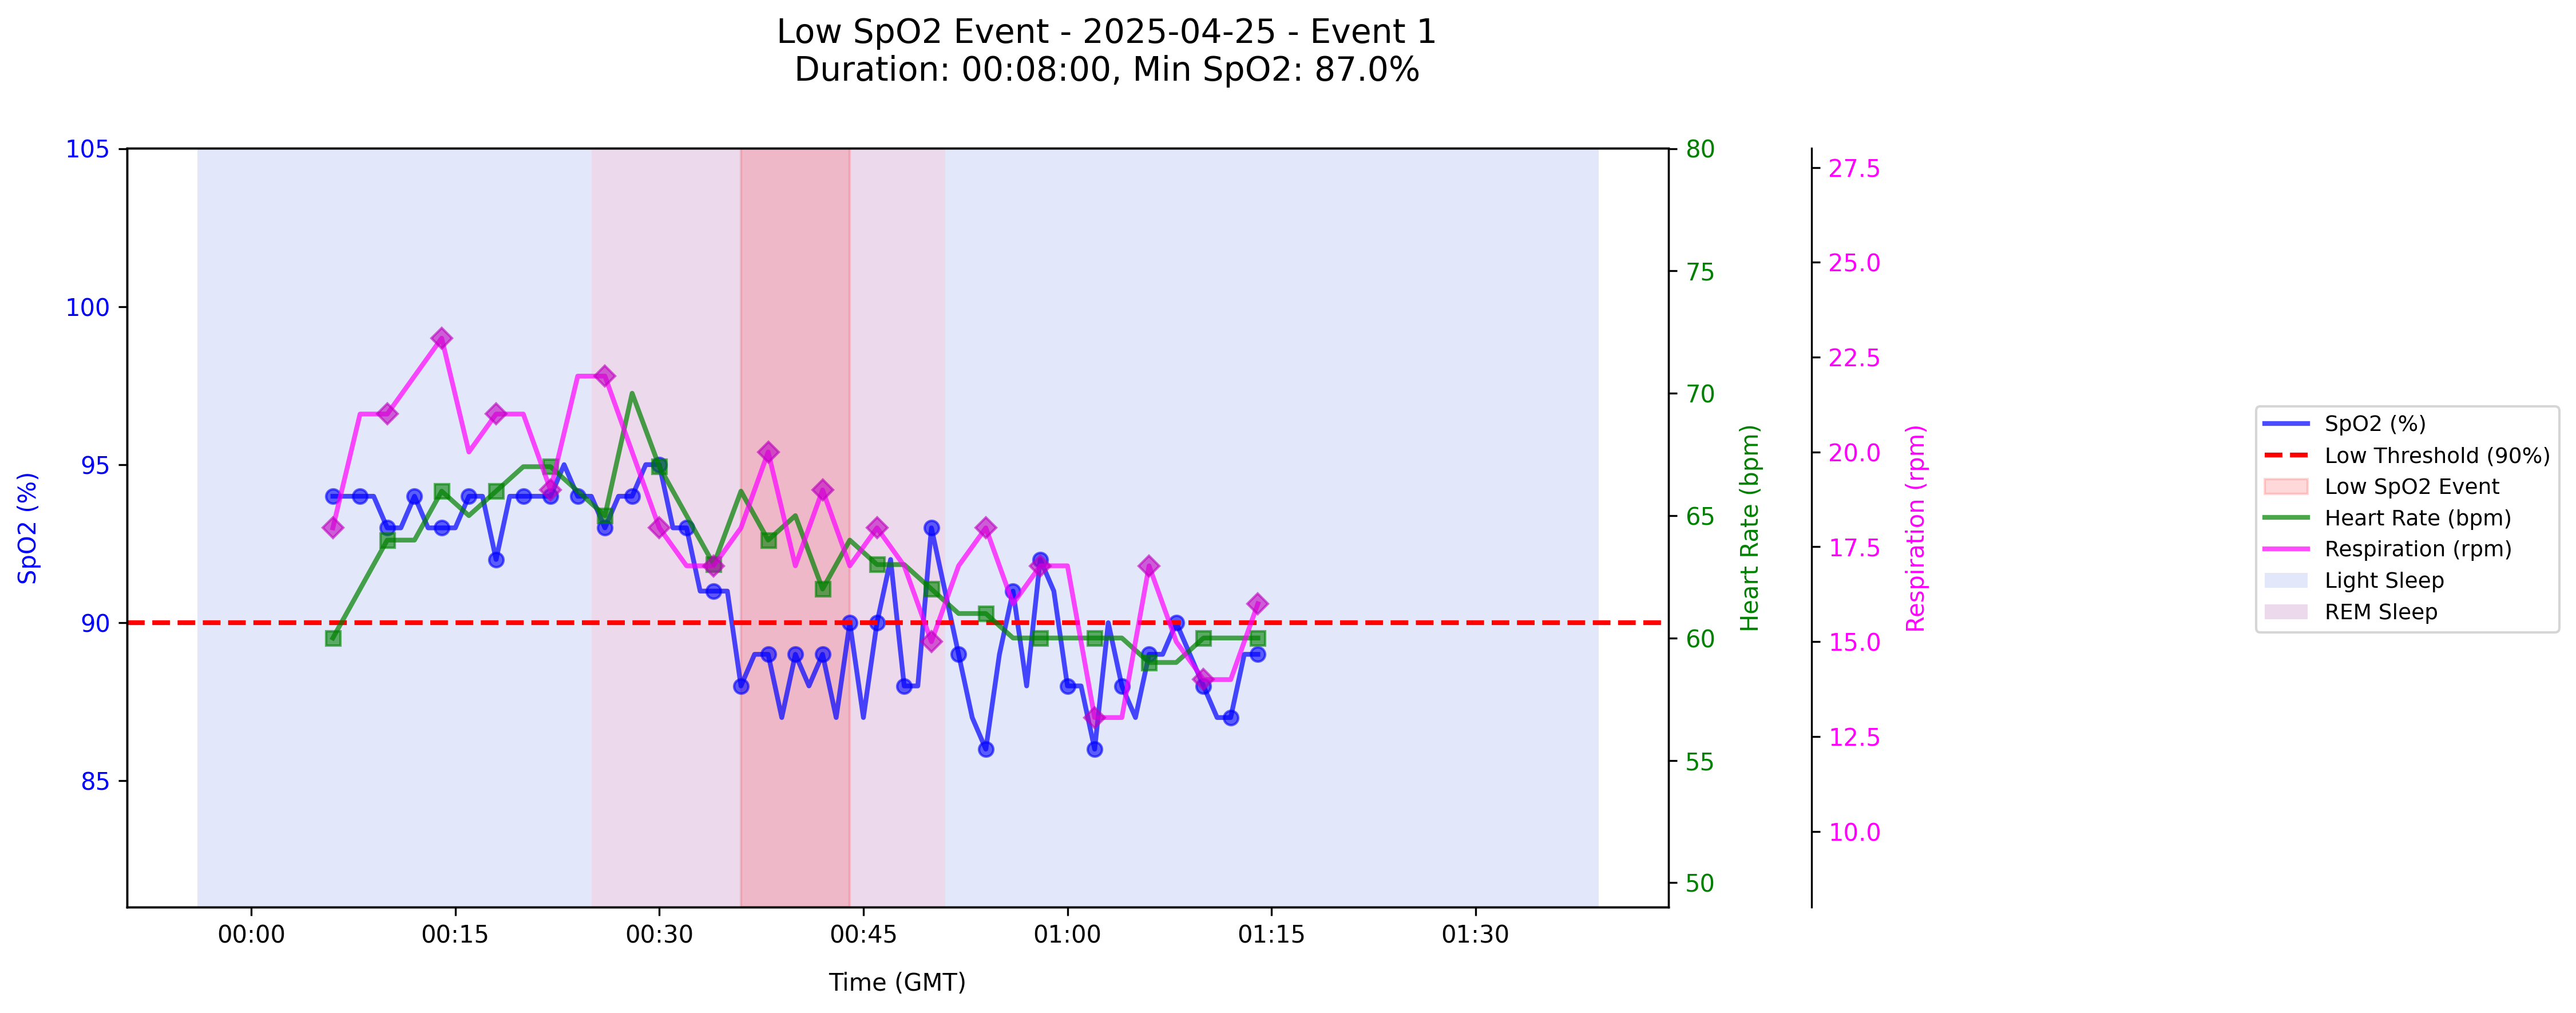 Low SpO2 Event - 2025-04-25 - Event 1
Duration: 00:08:00, Min SpO2: 87.0%
105
100
95
90
85
SpO2 (%)
80
75
70
65
60
55
50
Heart Rate (bpm)
27.5
25.0
22.5
20.0
17.5
15.0
12.5
10.0
Respiration (rpm)
SpO2 (%)
Low Threshold (90%)
Low SpO2 Event
Heart Rate (bpm)
Respiration (rpm)
Light Sleep
REM Sleep
00:00 00:15 00:30 00:45 01:00 01:15 01:30
Time (GMT)